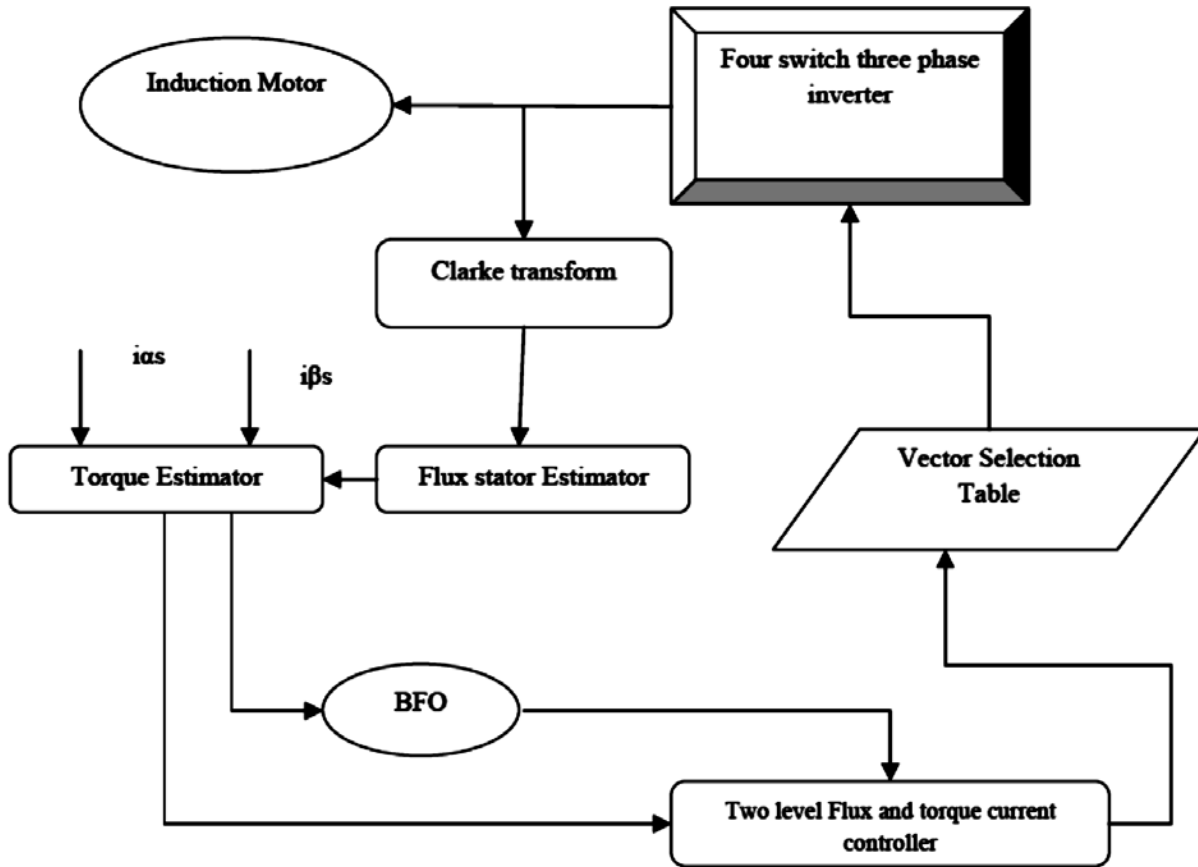 Induction Motor
Four switch three phase
inverter
Clarke transform
iαs
iβs
Torque Estimator
Flux stator Estimator
Vector Selection
Table
BFO
Two level Flux and torque current
controller